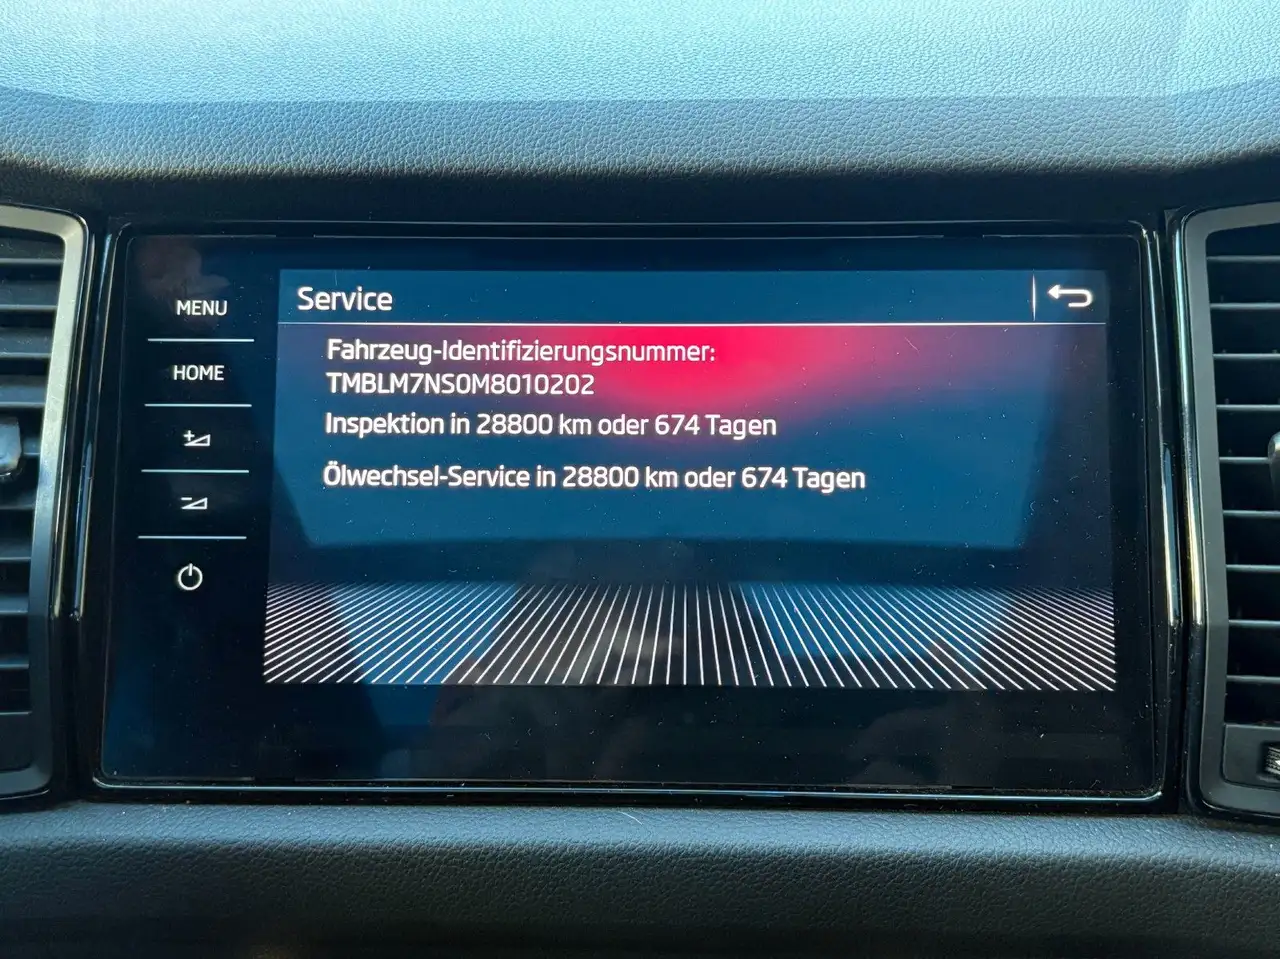 Service
MENU
HOME
Fahrzeug-Identifizierungsnummer:
TMBLM7NS0M8010202
Inspektion in 28800 km oder 674 Tagen
Ölwechsel-Service in 28800 km oder 674 Tagen